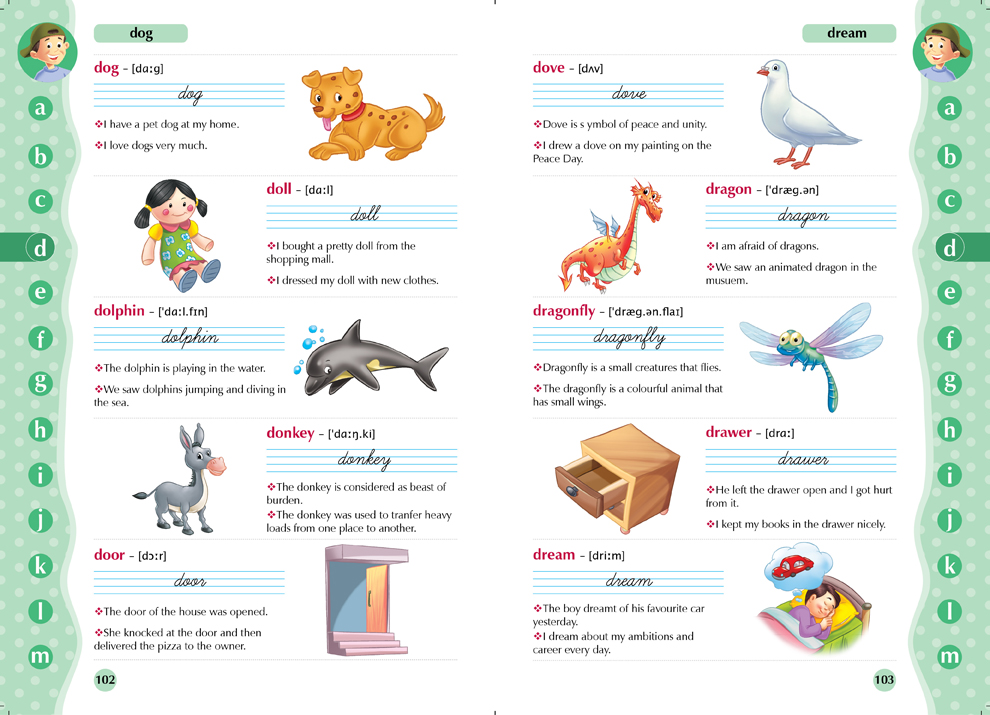 dog
dog – [dɑːg]
dog
❖I have a pet dog at my home.
❖I love dogs very much.
doll – [dɑːl]
doll
❖I bought a pretty doll from the
shopping mall.
❖I dressed my doll with new clothes.
dolphin – ['dɑːl.fɪn]
dolphin
❖The dolphin is playing in the water.
❖We saw dolphins jumping and diving in
the sea.
donkey – ['dɑːŋ.ki]
donkey
❖The donkey is considered as beast of
burden.
❖The donkey was used to tranfer heavy
loads from one place to another.
door – [dɔːr]
door
❖The door of the house was opened.
❖She knocked at the door and then
delivered the pizza to the owner.
102
a
b
c
d
e
f
g
h
i
j
k
l
m
dream
dove – [dʌv]
dove
❖Dove is s ymbol of peace and unity.
❖I drew a dove on my painting on the
Peace Day.
dragon – ['dræg.ən]
dragon
❖I am afraid of dragons.
❖We saw an animated dragon in the
musuem.
dragonfly – ['dræg.ən.flaɪ]
dragonfly
❖Dragonfly is a small creatures that flies.
❖The dragonfly is a colourful animal that
has small wings.
drawer – [drɑː]
drawer
❖He left the drawer open and I got hurt
from it.
❖I kept my books in the drawer nicely.
dream – [driːm]
dream
❖The boy dreamt of his favourite car
yesterday.
❖I dream about my ambitions and
career every day.
103
a
b
c
d
e
f
g
h
i
j
k
l
m